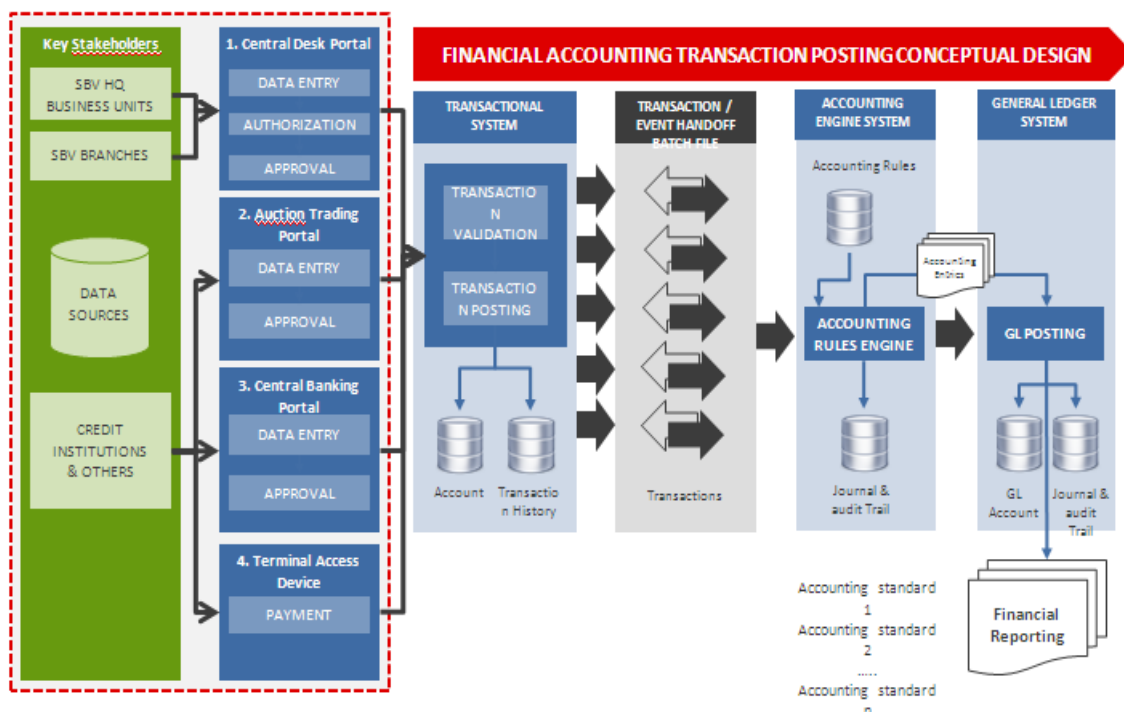 Key Stakeholders
SBV HQ
BUSINESS UNITS
SBV BRANCHES
DATA
SOURCES
CREDIT
INSTITUTIONS
& OTHERS
1. Central Desk Portal
DATA ENTRY
AUTHORIZATION
APPROVAL
2. Auction Trading
Portal
DATA ENTRY
APPROVAL
3. Central Banking
Portal
DATA ENTRY
APPROVAL
4. Terminal Access
Device
PAYMENT
FINANCIAL ACCOUNTING TRANSACTION POSTING CONCEPTUAL DESIGN
TRANSACTIONAL
SYSTEM
TRANSACTIO
N
VALIDATION
TRANSACTIO
N POSTING
Account
Transactio
n History
TRANSACTION /
EVENT HANDOFF
BATCH FILE
Transactions
ACCOUNTING
ENGINE SYSTEM
Accounting Rules
ACCOUNTING
RULES ENGINE
Journal &
audit Trail
Accounting
Entries
GENERAL LEDGER
SYSTEM
GL POSTING
GL
Account
Journal &
audit
Trail
Accounting standard
1
Accounting standard
2
.....
Accounting standard
n
Financial
Reporting